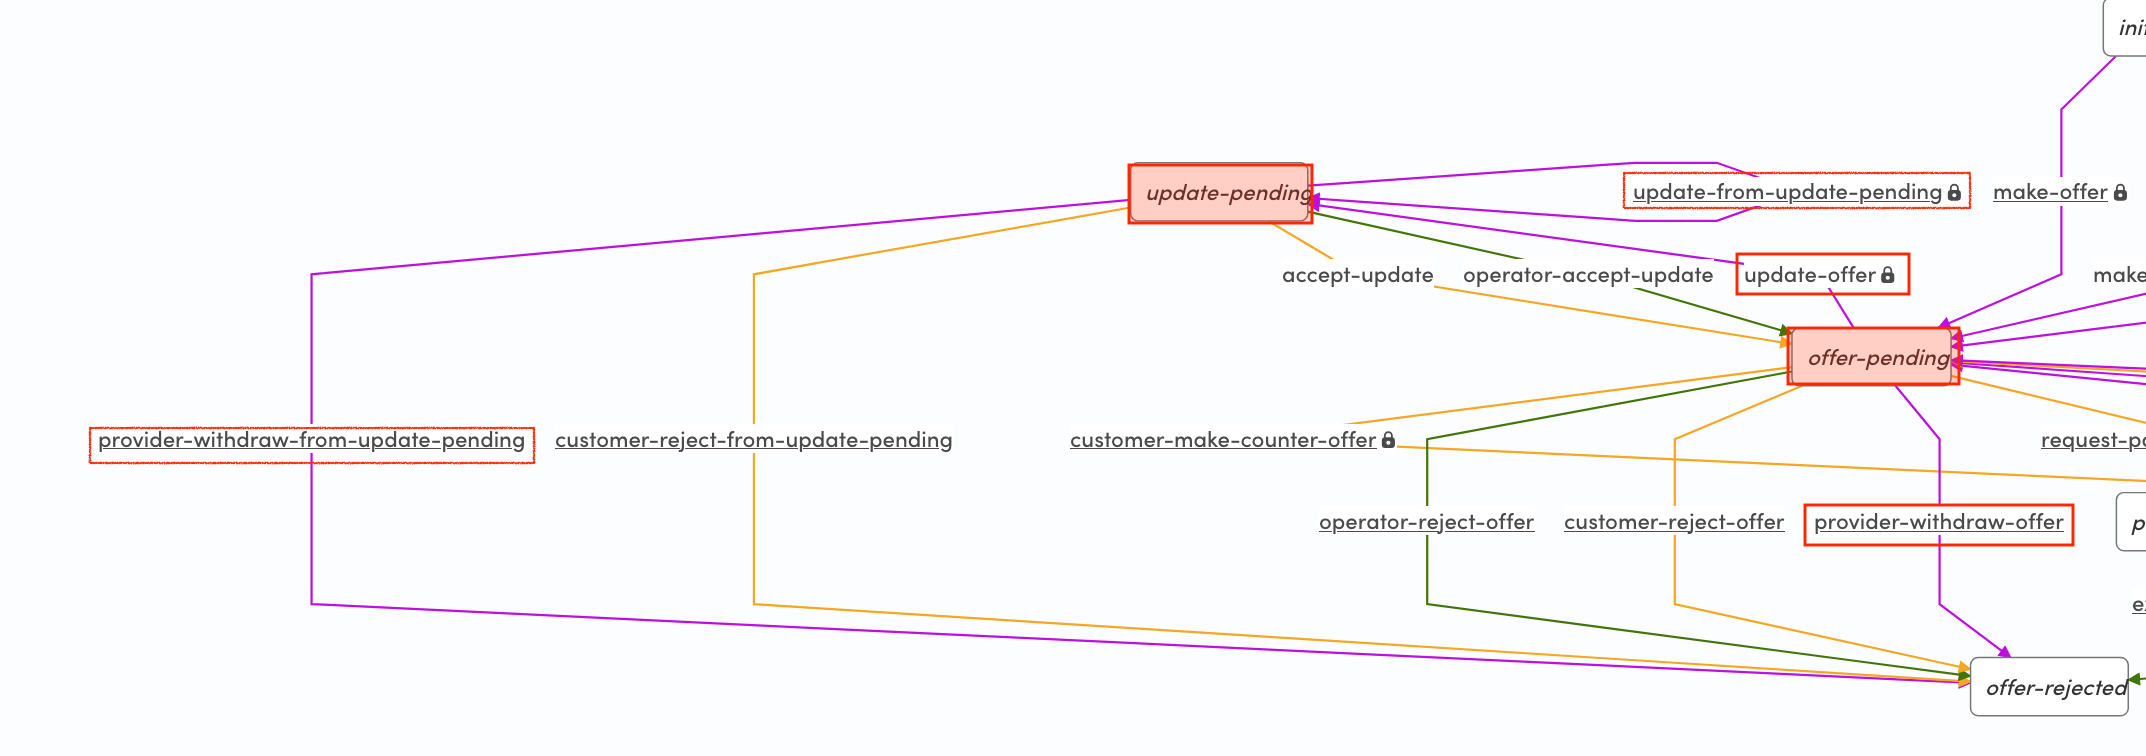 update-pending
update-from-update-pending
make-offer
accept-update
operator-accept-update
update-offer
make
offer-pending
provider-withdraw-from-update-pending
customer-reject-from-update-pending
customer-make-counter-offer
operator-reject-offer
customer-reject-offer
provider-withdraw-offer
offer-rejected